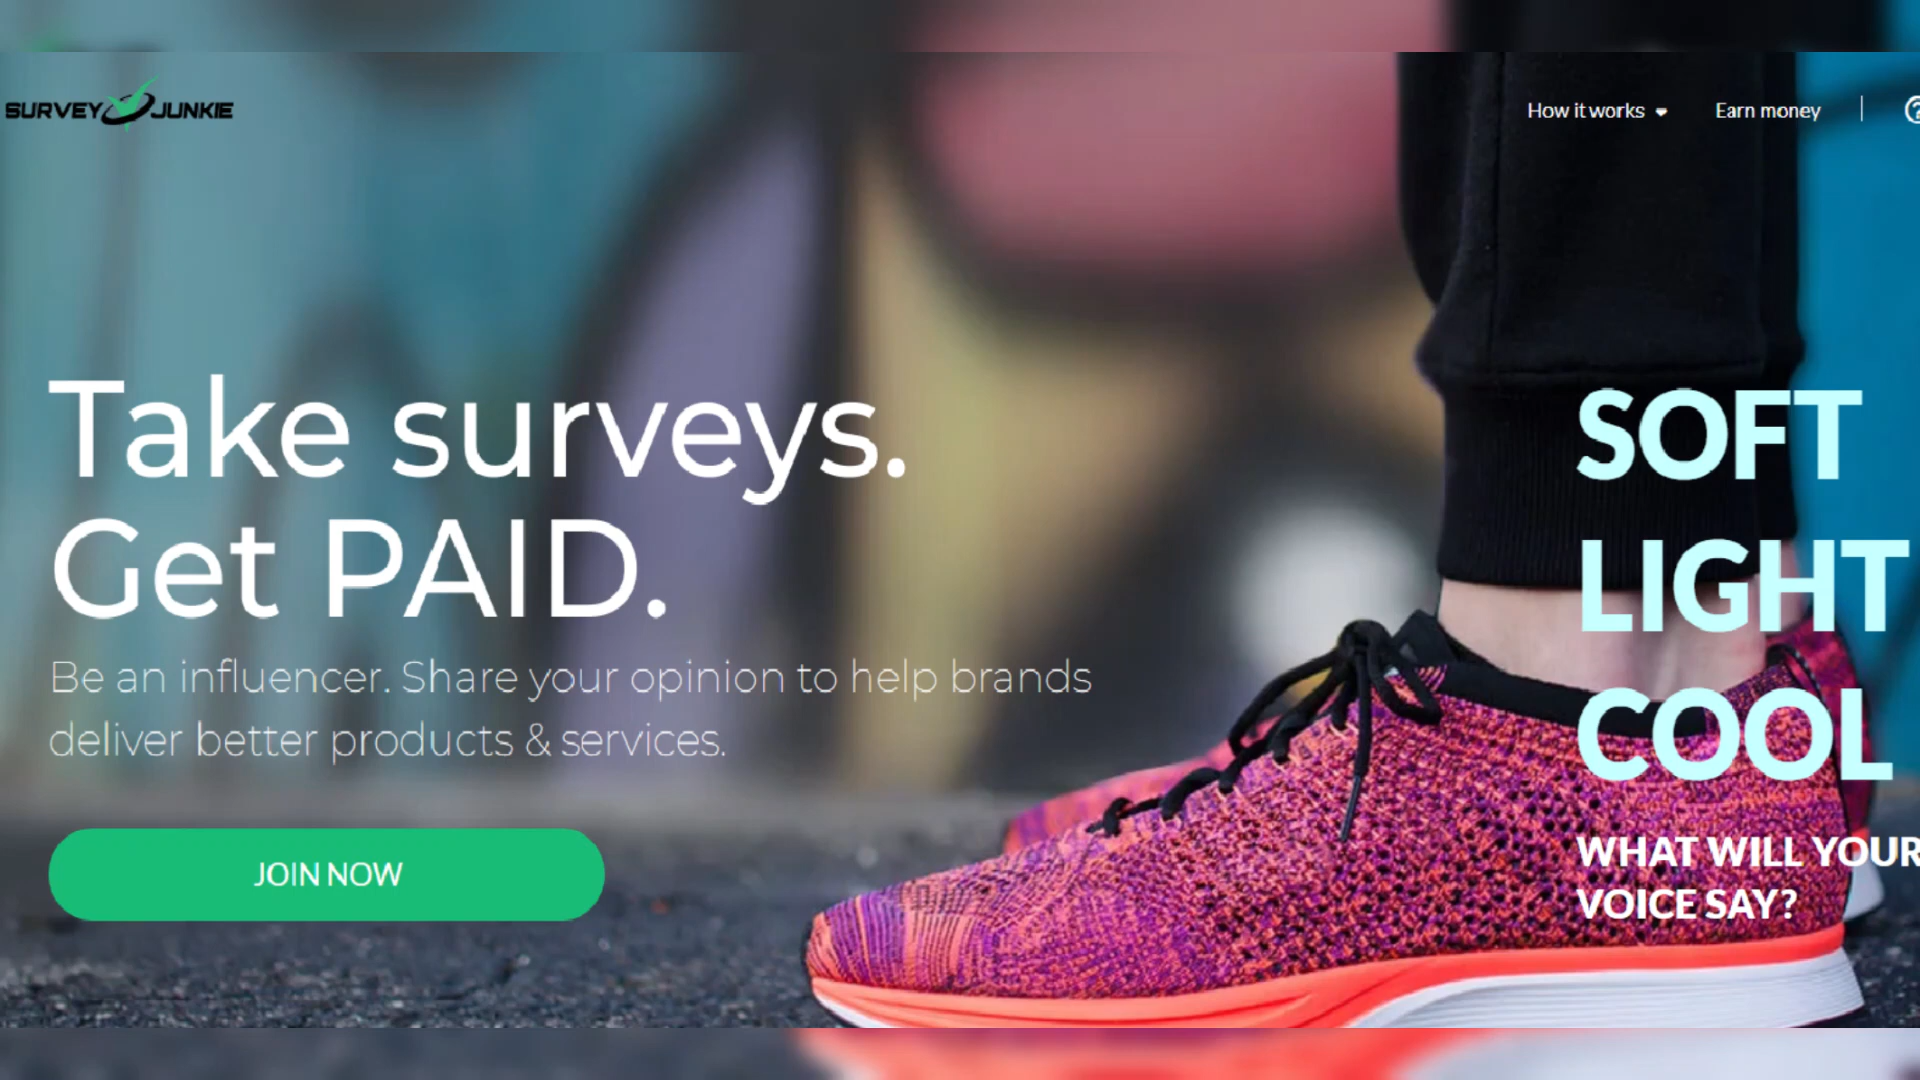 SURVEY JUNKIE
How it works
Earn money
Take surveys.
Get PAID.
Be an influencer. Share your opinion to help brands
deliver better products & services.
JOIN NOW
SOFT
LIGHT
COOL
WHAT WILL YOUR
VOICE SAY?